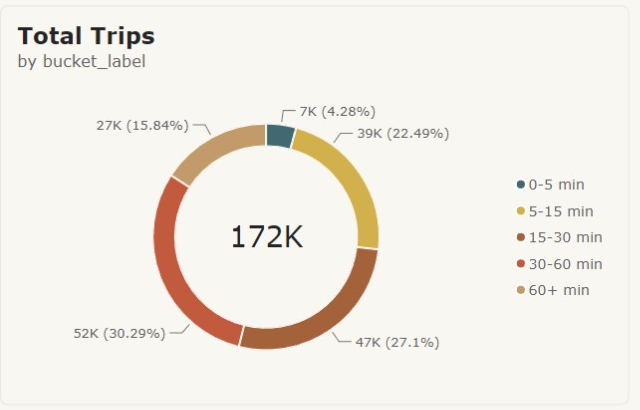 Total Trips
by bucket_label
7K (4.28%)
27K (15.84%)
39K (22.49%)
172K
0-5 min
5-15 min
15-30 min
30-60 min
60+ min
52K (30.29%)
47K (27.1%)